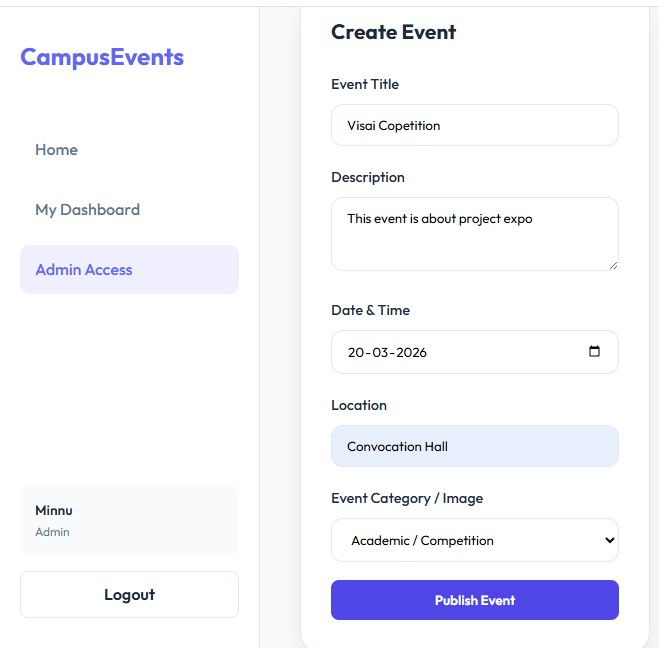 CampusEvents
Home
My Dashboard
Admin Access
Minnu
Admin
Logout
Create Event
Event Title
Visai Copetition
Description
This event is about project expo
Date & Time
20-03-2026
Location
Convocation Hall
Event Category / Image
Academic / Competition
Publish Event